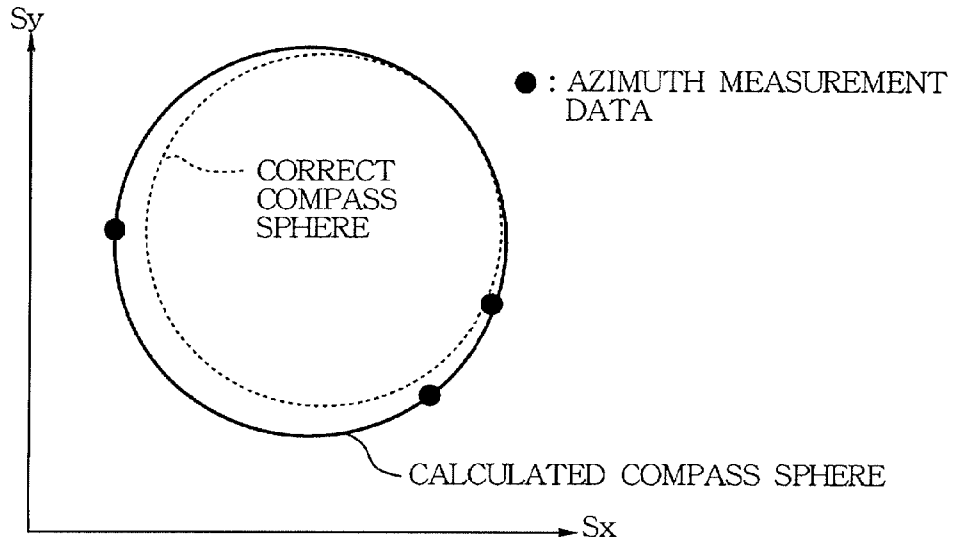 Sy
● : AZIMUTH MEASUREMENT
DATA
CORRECT
COMPASS
SPHERE
CALCULATED COMPASS SPHERE
Sx